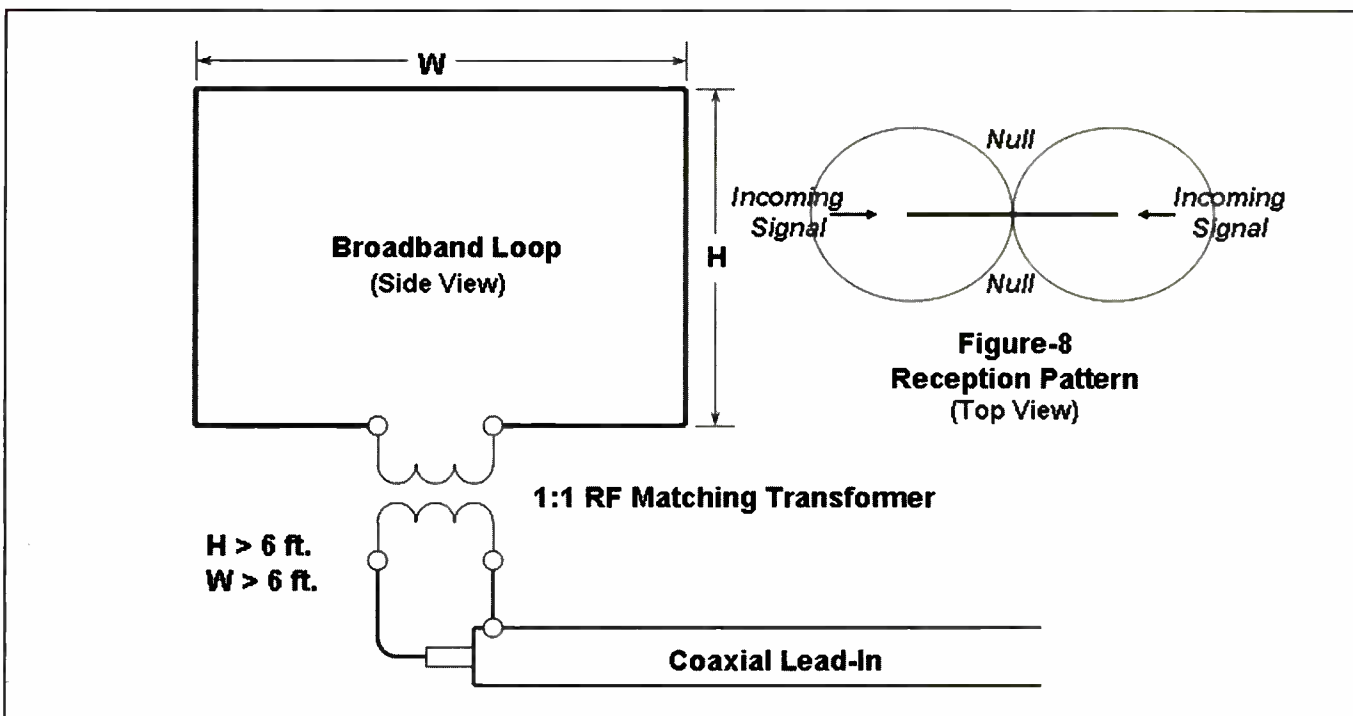 W
H
Broadband Loop
(Side View)
Null
Incoming
Signal
Incoming
Signal
Null
Figure-8
Reception Pattern
(Top View)
1:1 RF Matching Transformer
H > 6 ft.
W > 6 ft.
Coaxial Lead-In